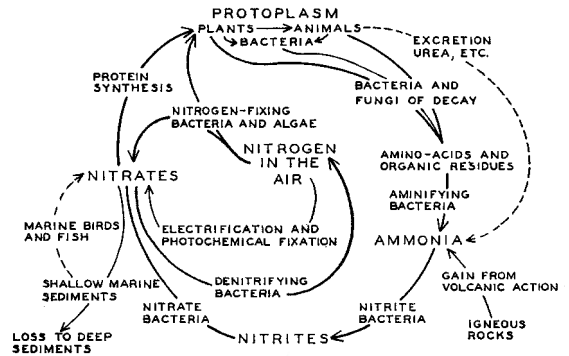 PROTOPLASM
PLANTS ANIMALS
BACTERIA
EXCRETION
UREA, ETC.
PROTEIN
SYNTHESIS
BACTERIA AND
FUNGI OF DECAY
NITROGEN-FIXING
BACTERIA AND ALGAE
NITROGEN
IN THE
AIR
AMINO-ACIDS AND
ORGANIC RESIDUES
NITRATES
AMINIFYING
BACTERIA
MARINE BIRDS
AND FISH
ELECTRIFICATION AND
PHOTOCHEMICAL FIXATION
AMMONIA
SHALLOW MARINE
SEDIMENTS
DENITRIFYING
BACTERIA
GAIN FROM
VOLCANIC ACTION
NITRATE
BACTERIA
NITRITE
BACTERIA
IGNEOUS
ROCKS
LOSS TO DEEP
SEDIMENTS
NITRITES